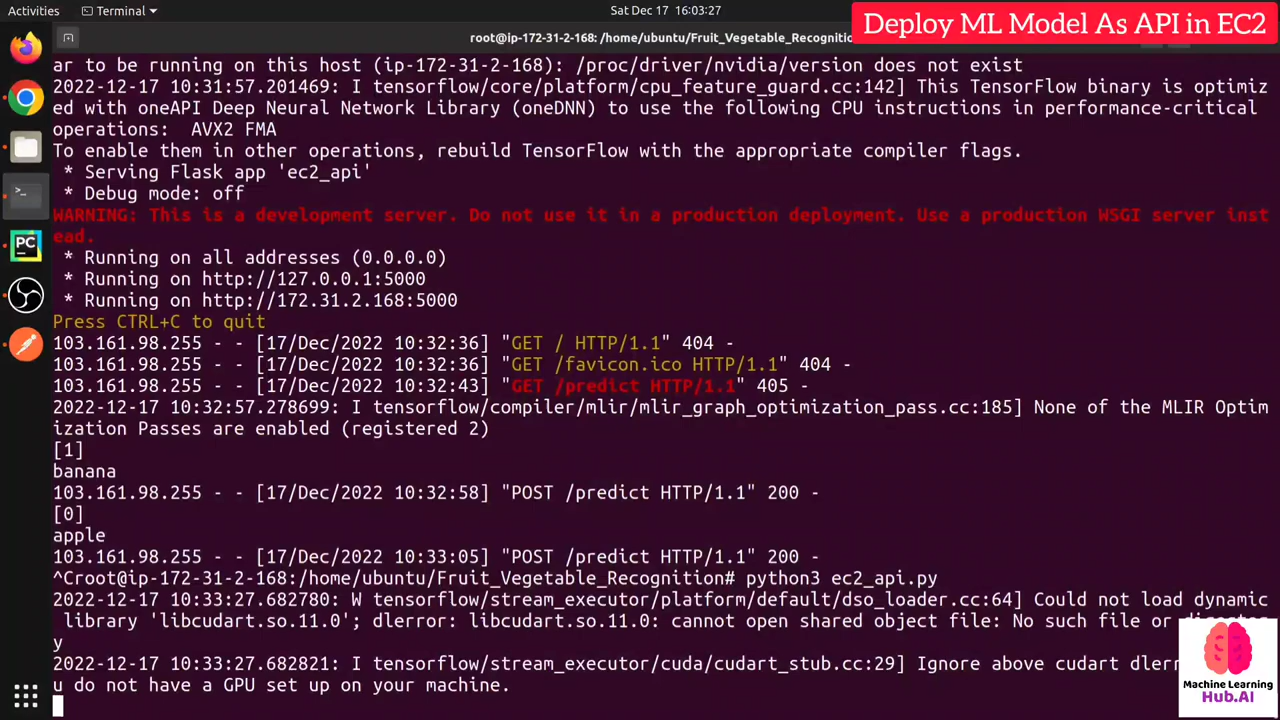 Activities
Terminal
Sat Dec 17 16:03:27
Deploy ML Model As API in EC2
root@ip-172-31-2-168: /home/ubuntu/Fruit_Vegetable_Recognition
ar to be running on this host (ip-172-31-2-168): /proc/driver/nvidia/version does not exist
2022-12-17 10:31:57.201469: I tensorflow/core/platform/cpu_feature_guard.cc:142] This TensorFlow binary is optimiz
ed with oneAPI Deep Neural Network Library (oneDNN) to use the following CPU instructions in performance-critical
operations:  AVX2 FMA
To enable them in other operations, rebuild TensorFlow with the appropriate compiler flags.
* Serving Flask app 'ec2_api'
* Debug mode: off
WARNING: This is a development server. Do not use it in a production deployment. Use a production WSGI server inst
ead.
* Running on all addresses (0.0.0.0)
* Running on http://127.0.0.1:5000
* Running on http://172.31.2.168:5000
Press CTRL+C to quit
103.161.98.255 - - [17/Dec/2022 10:32:36] "GET / HTTP/1.1" 404 -
103.161.98.255 - - [17/Dec/2022 10:32:36] "GET /favicon.ico HTTP/1.1" 404 -
103.161.98.255 - - [17/Dec/2022 10:32:43] "GET /predict HTTP/1.1" 405 -
2022-12-17 10:32:57.278699: I tensorflow/compiler/mlir/mlir_graph_optimization_pass.cc:185] None of the MLIR Optim
ization Passes are enabled (registered 2)
[1]
banana
103.161.98.255 - - [17/Dec/2022 10:32:58] "POST /predict HTTP/1.1" 200 -
[0]
apple
103.161.98.255 - - [17/Dec/2022 10:33:05] "POST /predict HTTP/1.1" 200 -
^Croot@ip-172-31-2-168:/home/ubuntu/Fruit_Vegetable_Recognition# python3 ec2_api.py
2022-12-17 10:33:27.682780: W tensorflow/stream_executor/platform/default/dso_loader.cc:64] Could not load dynamic
library 'libcudart.so.11.0'; dlerror: libcudart.so.11.0: cannot open shared object file: No such file or
y
2022-12-17 10:33:27.682821: I tensorflow/stream_executor/cuda/cudart_stub.cc:29] Ignore above cudart
u do not have a GPU set up on your machine.
PC
Machine Learning
Hub.AI